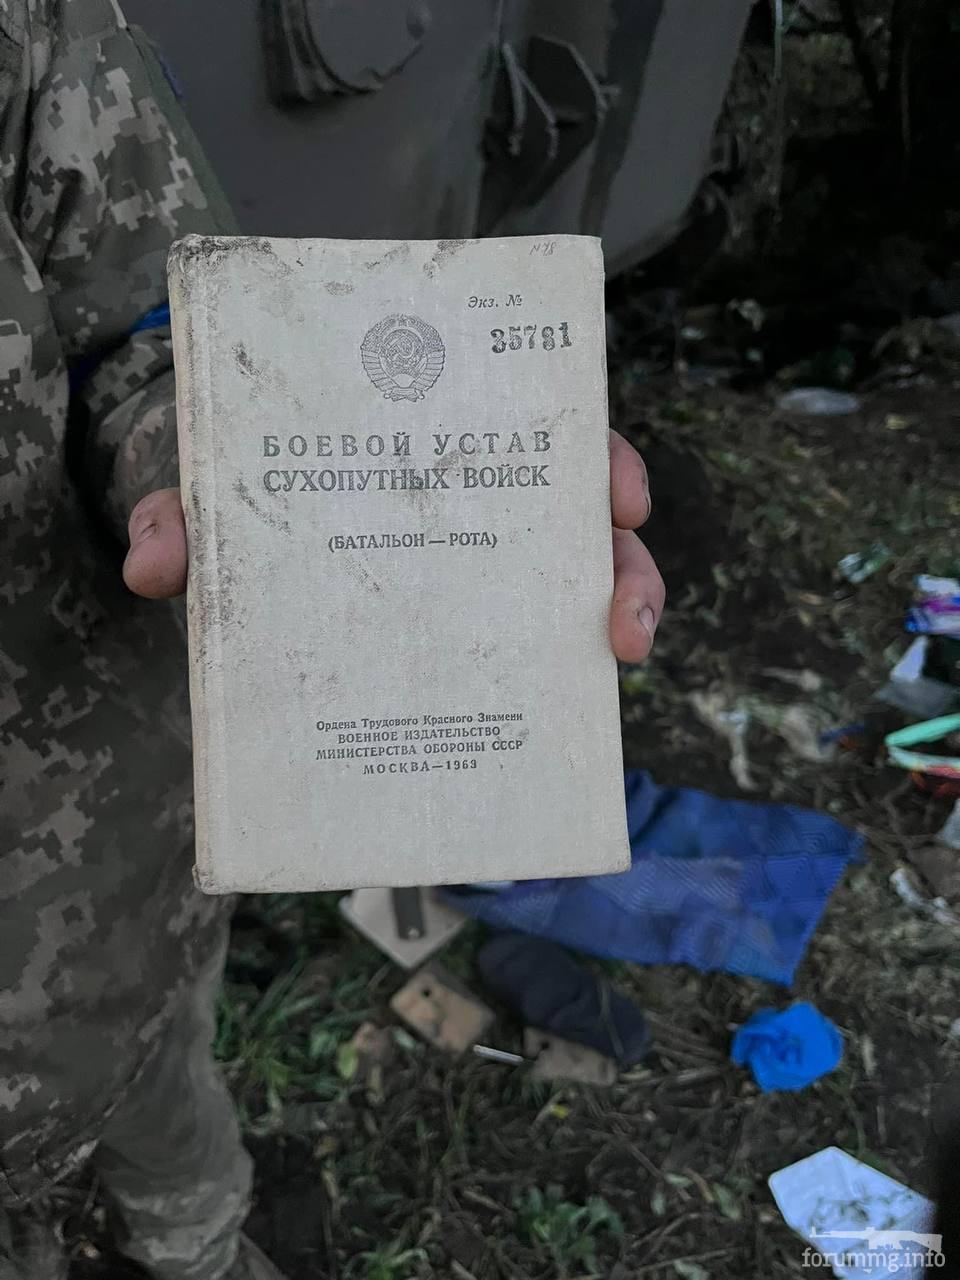 N78
Экз. №
35781
БОЕВОЙ УСТАВ
СУХОПУТНЫХ ВОЙСК
(БАТАЛЬОН — РОТА)
Ордена Трудового Красного Знамени
ВОЕННОЕ ИЗДАТЕЛЬСТВО
МИНИСТЕРСТВА ОБОРОНЫ СССР
МОСКВА — 1963
forummg.info